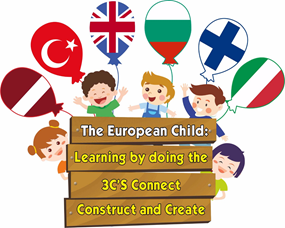 The European Child:
Learning by doing the
3C'S Connect
Construct and Create